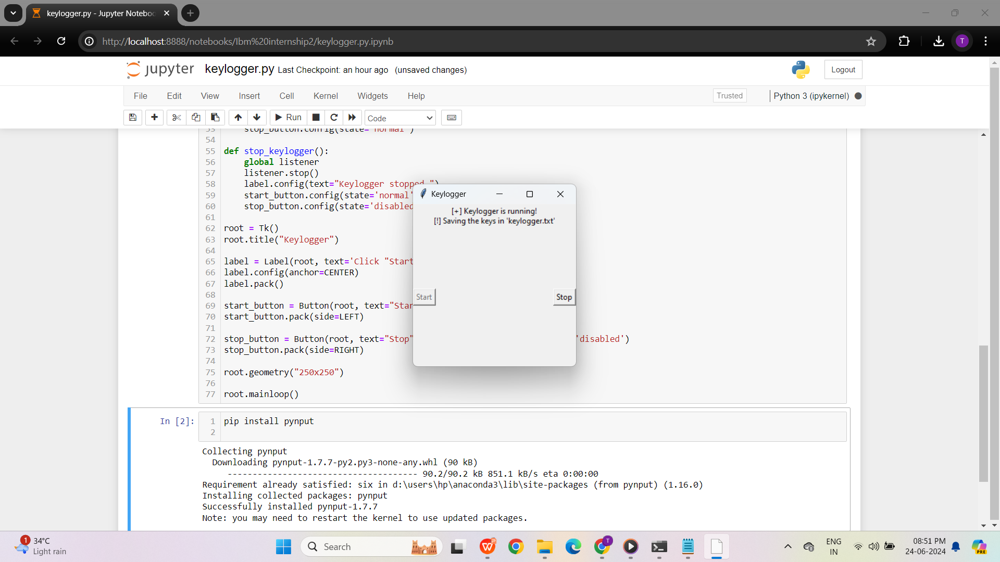 keylogger.py - Jupyter Noteboo
http://localhost:8888/notebooks/Ibm%20internship2/keylogger.py.ipynb
T
jupyter keylogger.py Last Checkpoint: an hour ago (unsaved changes)
Logout
File Edit View Insert Cell Kernel Widgets Help
Trusted
Python 3 (ipykernel)
Run
Code
53 stop_button.config(state='normal')
54
55 def stop_keylogger():
56 global listener
57 listener.stop()
58 label.config(text="Keylogger stopped.")
59 start_button.config(state='normal'
60 stop_button.config(state='disabled
61
62 root = Tk()
63 root.title("Keylogger")
64
65 label = Label(root, text='Click "Start
66 label.config(anchor=CENTER)
67 label.pack()
68
69 start_button = Button(root, text="Star
70 start_button.pack(side=LEFT)
71
72 stop_button = Button(root, text="Stop" 'disabled')
73 stop_button.pack(side=RIGHT)
74
75 root.geometry("250x250")
76
77 root.mainloop()
Keylogger
[+] Keylogger is running!
[!] Saving the keys in 'keylogger.txt'
Start
Stop
In [2]:
1 pip install pynput
2
Collecting pynput
Downloading pynput-1.7.7-py2.py3-none-any.whl (90 kB)
-------------------------------------- 90.2/90.2 kB 851.1 kB/s eta 0:00:00
Requirement already satisfied: six in d:\users\hp\anaconda3\lib\site-packages (from pynput) (1.16.0)
Installing collected packages: pynput
Successfully installed pynput-1.7.7
Note: you may need to restart the kernel to use updated packages.
1
34°C
Light rain
Search
T
ENG
IN
08:51 PM
24-06-2024
PRE